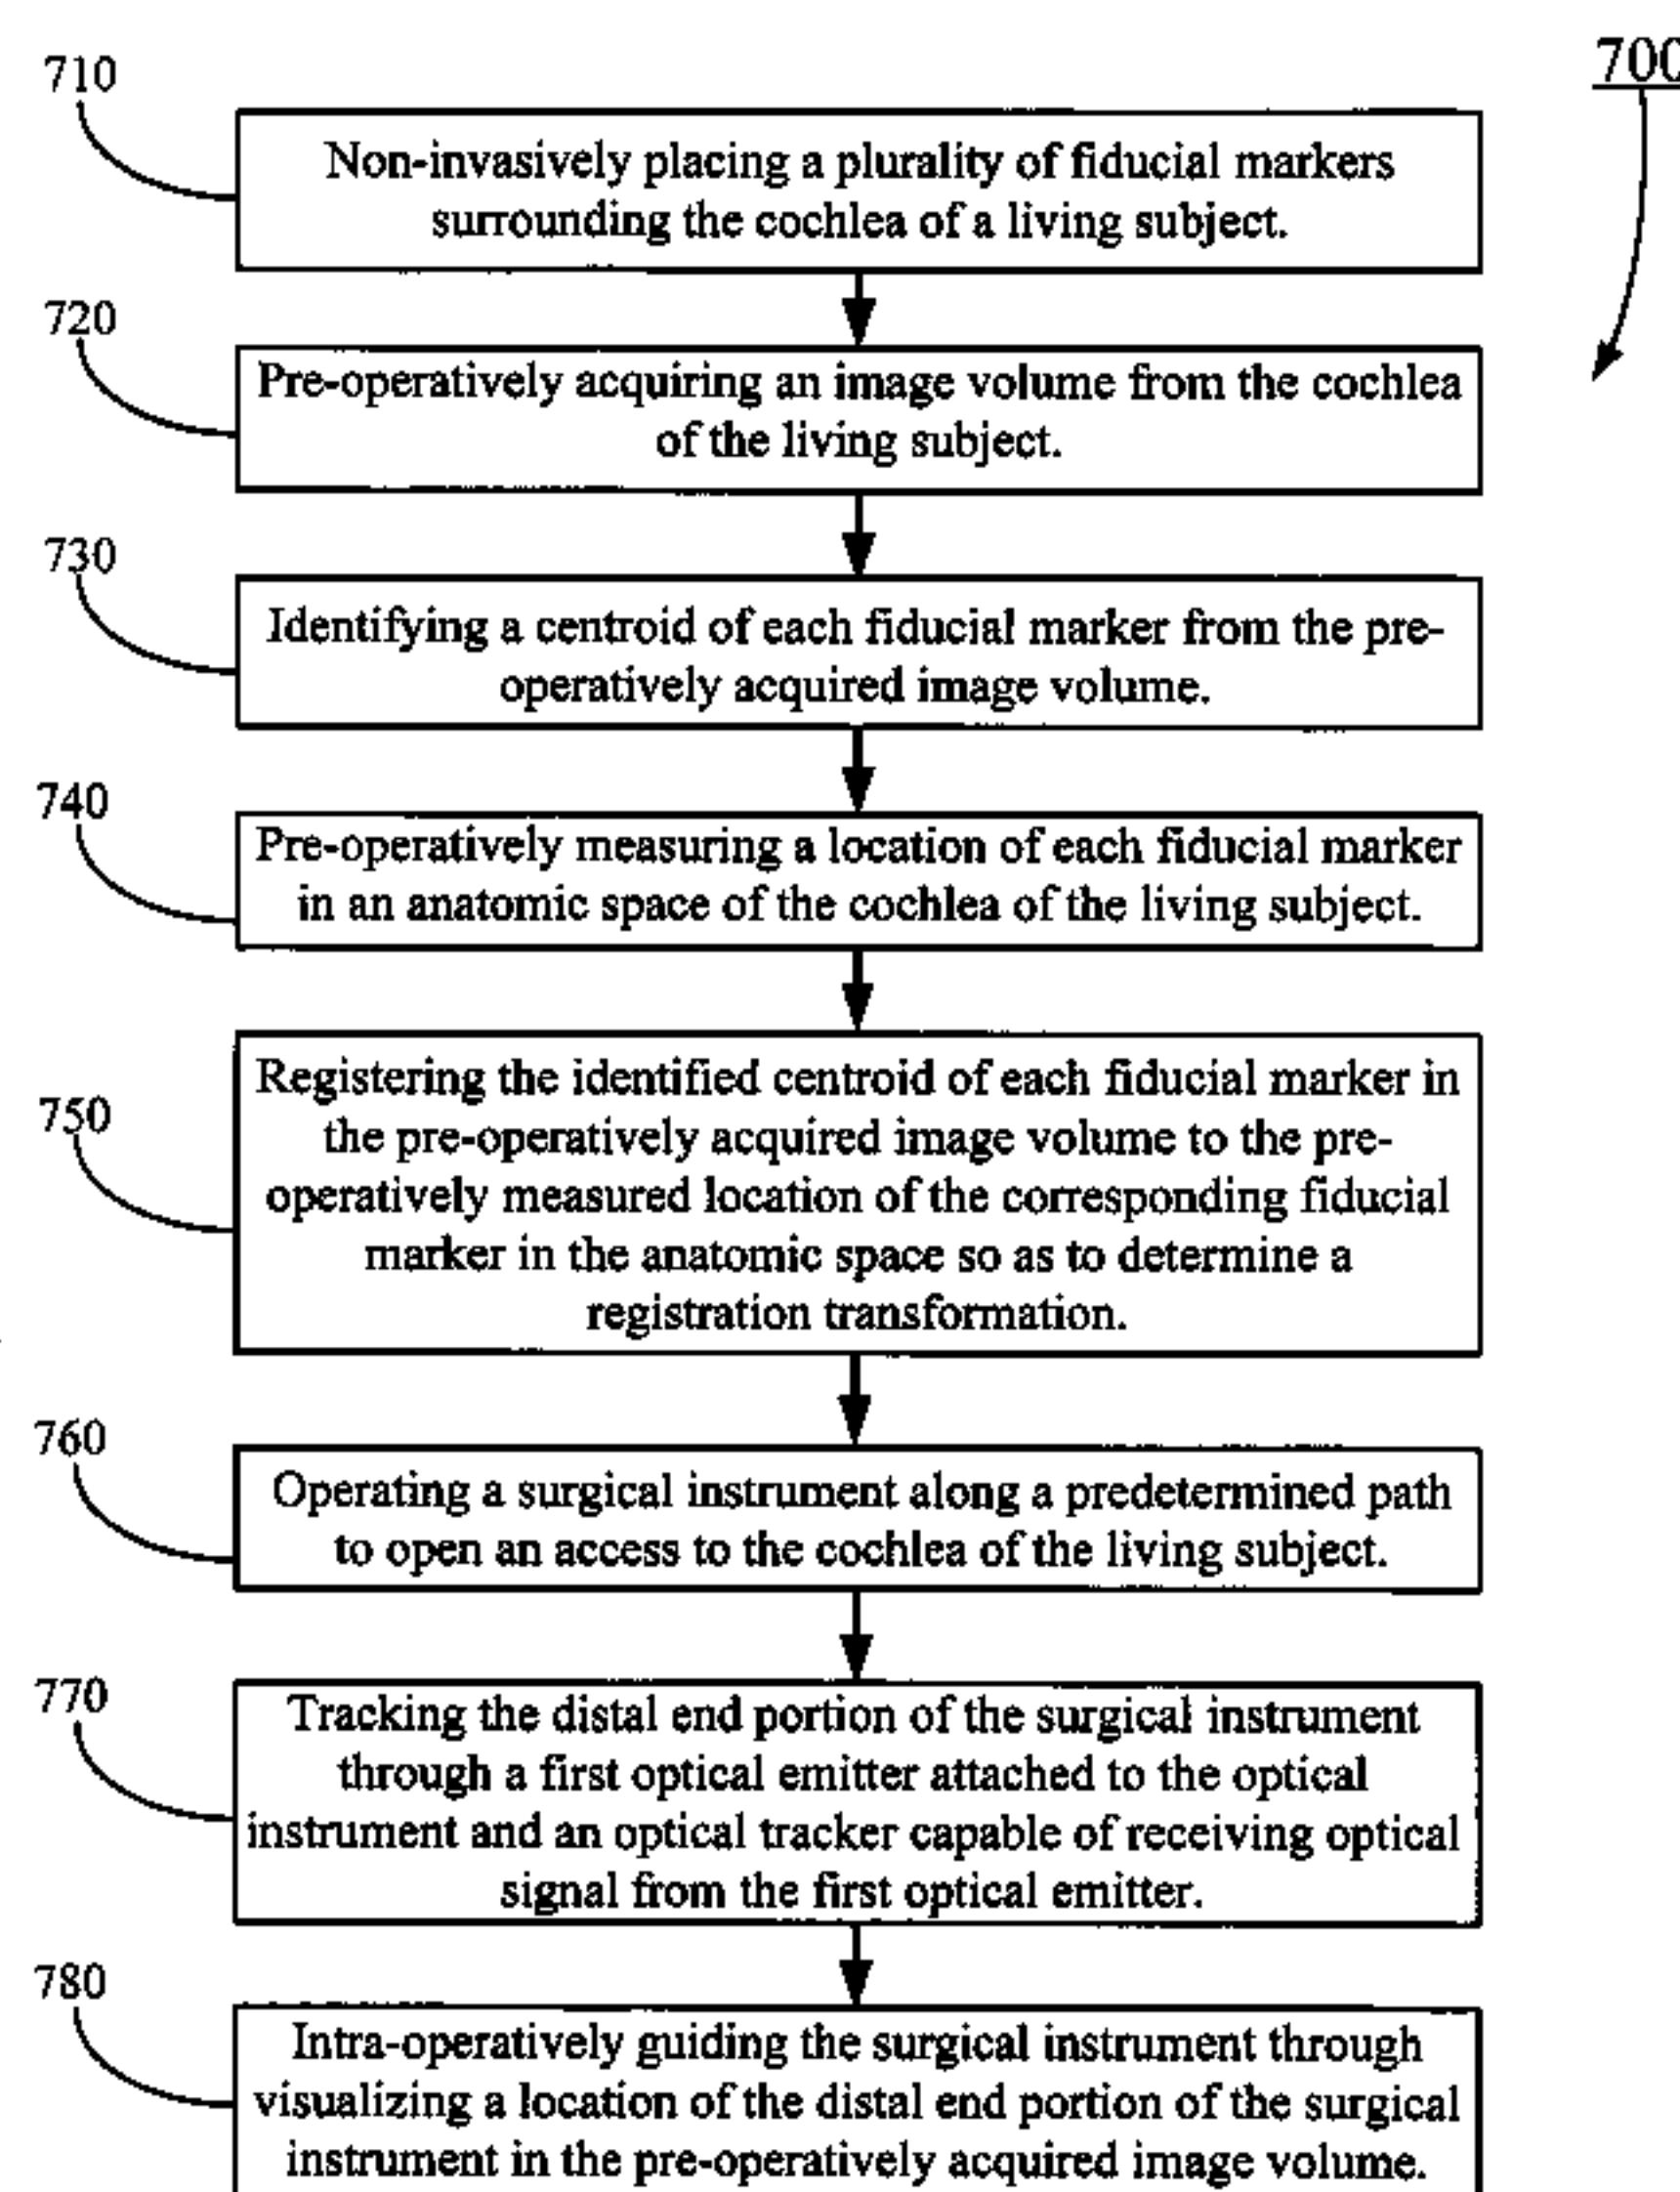 700
710
Non-invasively placing a plurality of fiducial markers
surrounding the cochlea of a living subject.
720
Pre-operatively acquiring an image volume from the cochlea
of the living subject.
730
Identifying a centroid of each fiducial marker from the pre-
operatively acquired image volume.
740
Pre-operatively measuring a location of each fiducial marker
in an anatomic space of the cochlea of the living subject.
750
Registering the identified centroid of each fiducial marker in
the pre-operatively acquired image volume to the pre-
operatively measured location of the corresponding fiducial
marker in the anatomic space so as to determine a
registration transformation.
760
Operating a surgical instrument along a predetermined path
to open an access to the cochlea of the living subject.
770
Tracking the distal end portion of the surgical instrument
through a first optical emitter attached to the optical
instrument and an optical tracker capable of receiving optical
signal from the first optical emitter.
780
Intra-operatively guiding the surgical instrument through
visualizing a location of the distal end portion of the surgical
instrument in the pre-operatively acquired image volume.